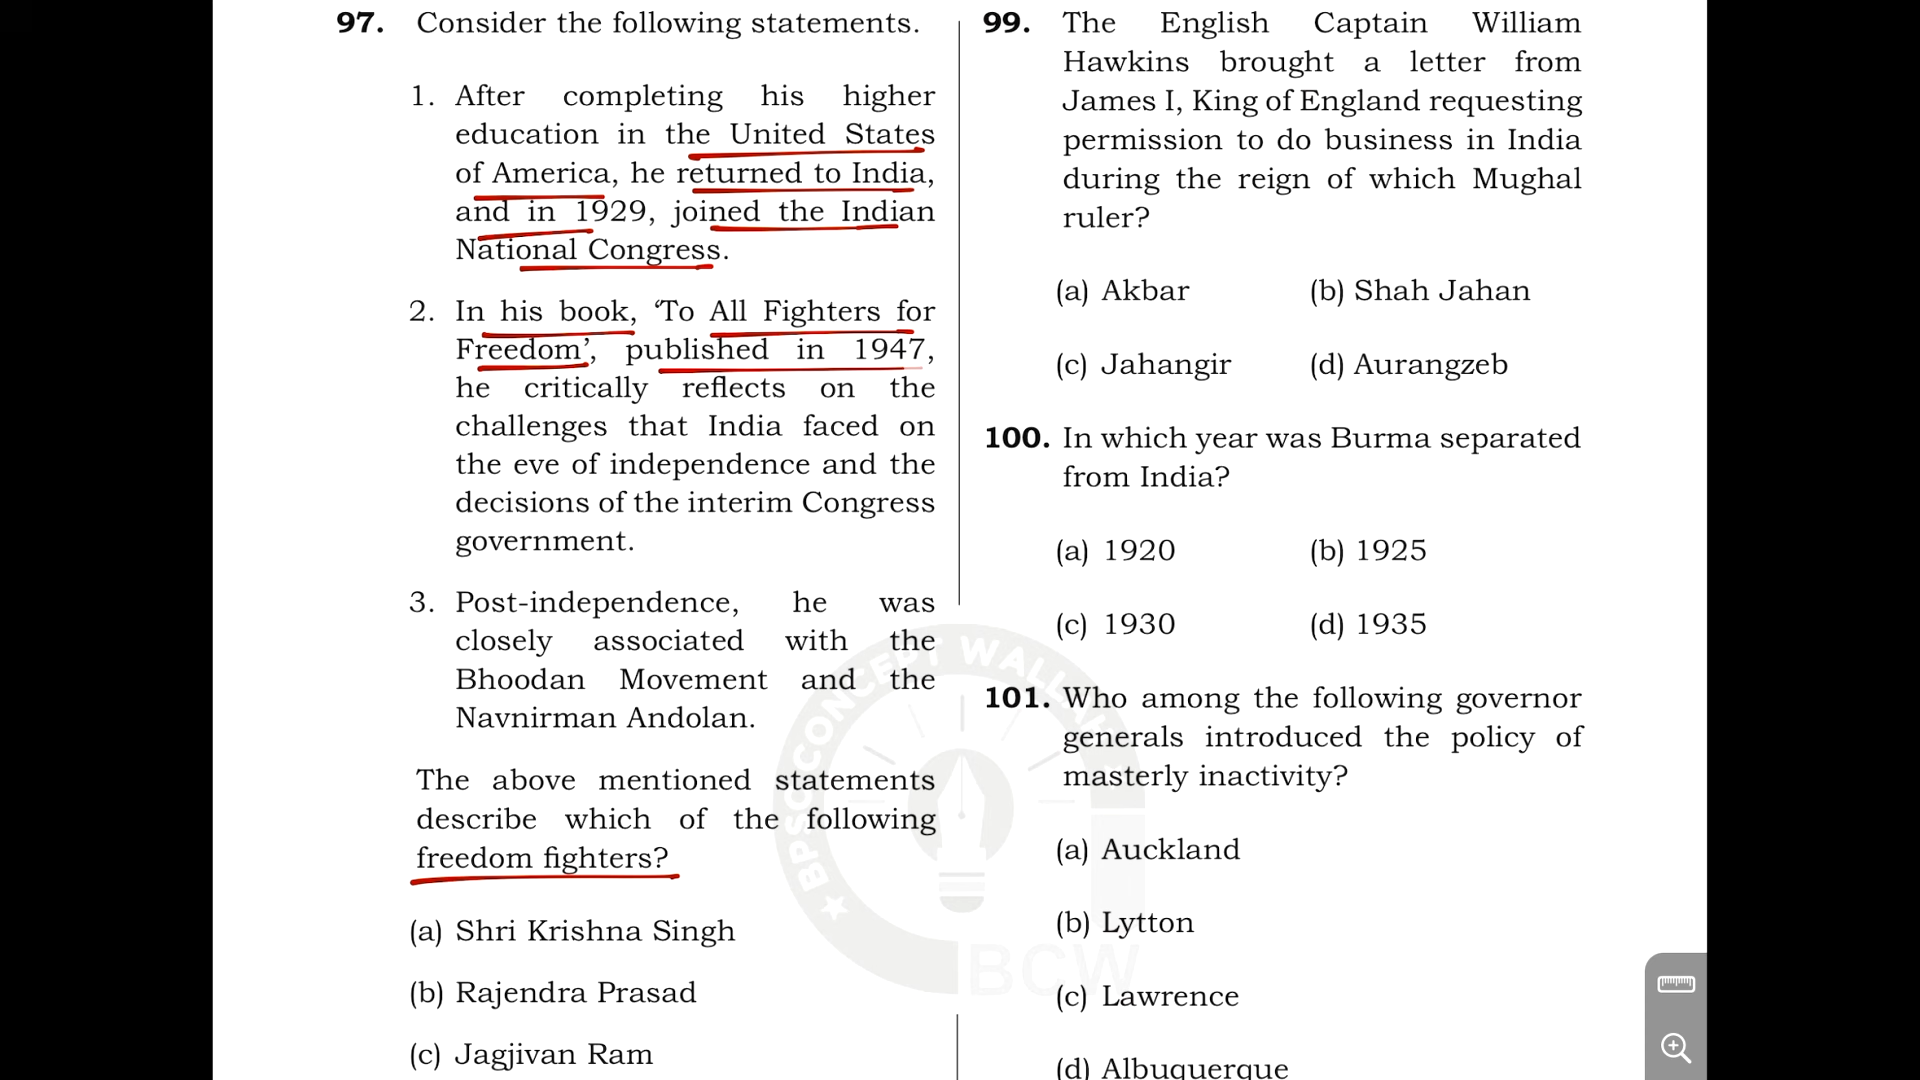 97. Consider the following statements.
1. After completing his higher
education in the United States
of America, he returned to India,
and in 1929, joined the Indian
National Congress.
2. In his book, ‘To All Fighters for
Freedom’, published in 1947,
he critically reflects on the
challenges that India faced on
the eve of independence and the
decisions of the interim Congress
government.
3. Post-independence, he was
closely associated with the
Bhoodan Movement and the
Navnirman Andolan.
The above mentioned statements
describe which of the following
freedom fighters?
(a) Shri Krishna Singh
(b) Rajendra Prasad
(c) Jagjivan Ram
99. The English Captain William
Hawkins brought a letter from
James I, King of England requesting
permission to do business in India
during the reign of which Mughal
ruler?
(a) Akbar (b) Shah Jahan
(c) Jahangir (d) Aurangzeb
100. In which year was Burma separated
from India?
(a) 1920 (b) 1925
(c) 1930 (d) 1935
101. Who among the following governor
generals introduced the policy of
masterly inactivity?
(a) Auckland
(b) Lytton
(c) Lawrence
(d) Albuquerque
BPSC CONCEPT WALLAH
BCW